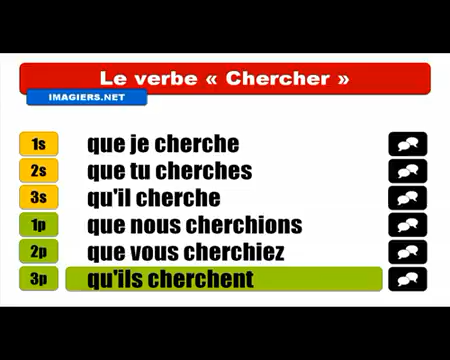 Le verbe « Chercher »
IMAGIERS.NET
1s que je cherche
2s que tu cherches
3s qu'il cherche
1p que nous cherchions
2p que vous cherchiez
3p qu'ils cherchent